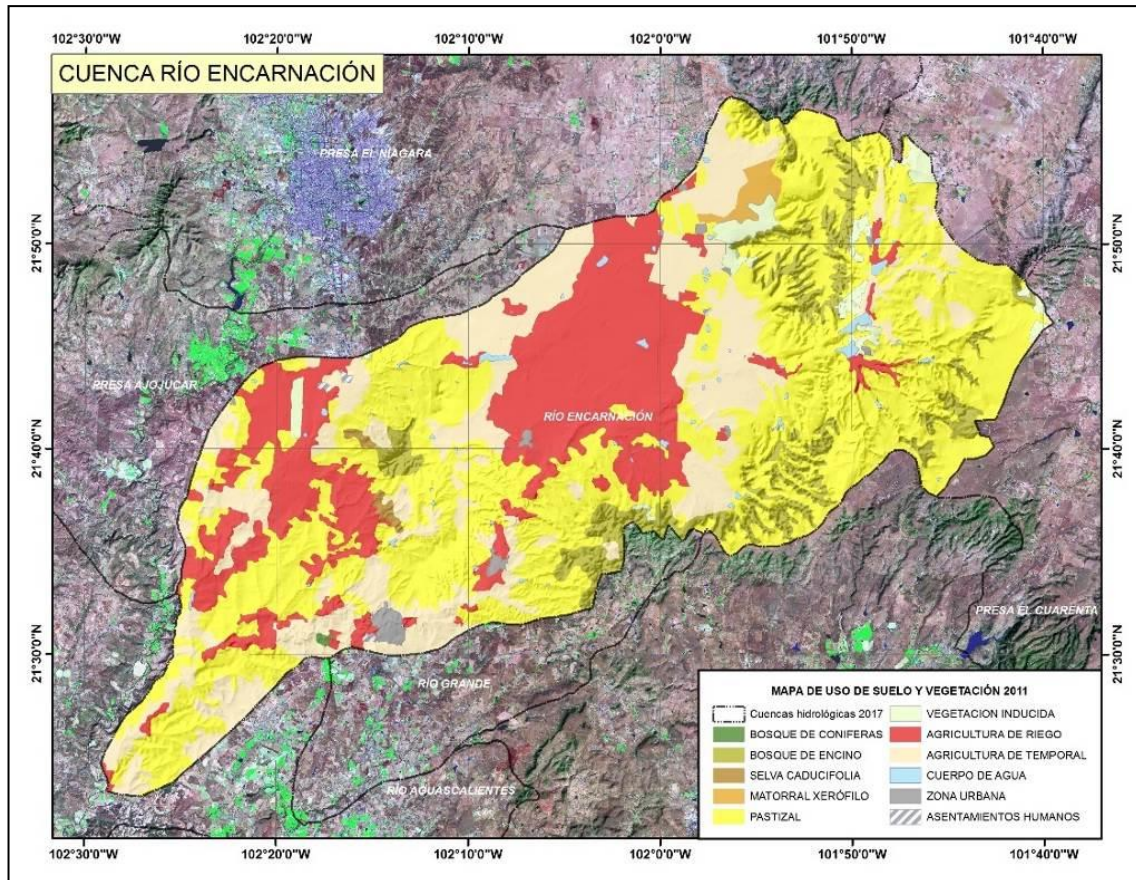 102°30'0"W 102°20'0"W 102°10'0"W 102°0'0"W 101°50'0"W 101°40'0"W
CUENCA RÍO ENCARNACIÓN
PRESA EL NIÁGARA
21°50'0"N 21°50'0"N
PRESA AJOJUCAR
RÍO ENCARNACIÓN
21°40'0"N 21°40'0"N
PRESA EL CUARENTA
21°30'0"N 21°30'0"N
RÍO GRANDE
RÍO AGUASCALIENTES
MAPA DE USO DE SUELO Y VEGETACIÓN 2011
Cuencas hidrológicas 2017
BOSQUE DE CONIFERAS
BOSQUE DE ENCINO
SELVA CADUCIFOLIA
MATORRAL XERÓFILO
PASTIZAL
VEGETACION INDUCIDA
AGRICULTURA DE RIEGO
AGRICULTURA DE TEMPORAL
CUERPO DE AGUA
ZONA URBANA
ASENTAMIENTOS HUMANOS
102°30'0"W 102°20'0"W 102°10'0"W 102°0'0"W 101°50'0"W 101°40'0"W